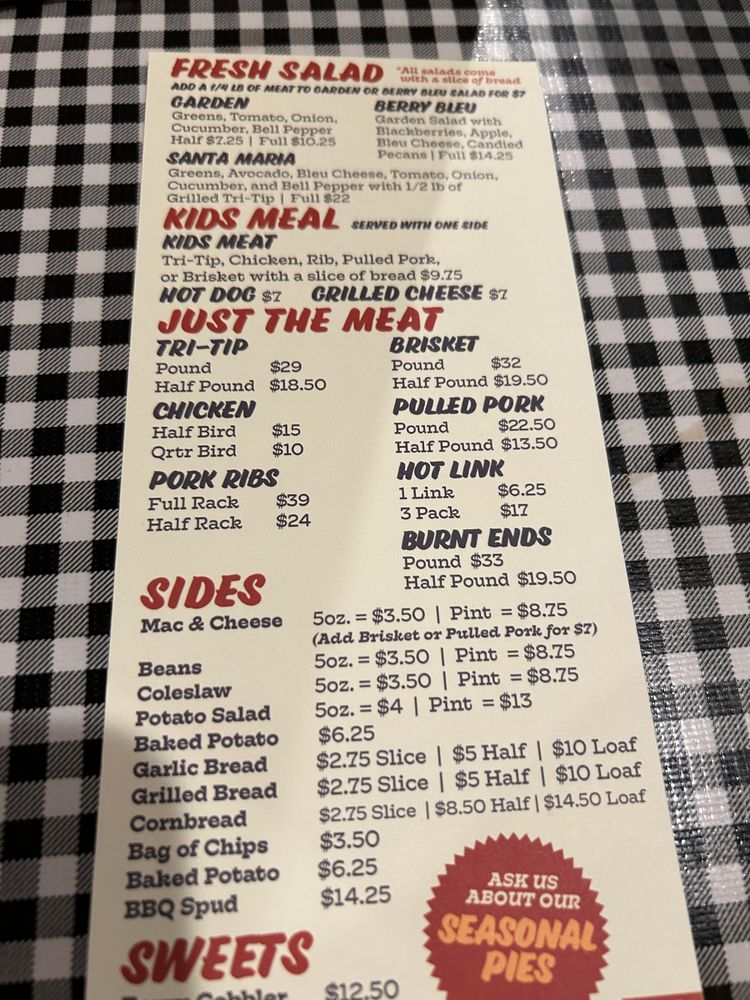 FRESH SALAD *All salads come
with a slice of bread
ADD A 1/4 LB OF MEAT TO GARDEN OR BERRY BLEU SALAD FOR $7
GARDEN
Greens, Tomato, Onion,
Cucumber, Bell Pepper
Half $7.25 | Full $10.25
BERRY BLEU
Garden Salad with
Blackberries, Apple,
Bleu Cheese, Candied
Pecans | Full $14.25
SANTA MARIA
Greens, Avocado, Bleu Cheese, Tomato, Onion,
Cucumber, and Bell Pepper with 1/2 lb of
Grilled Tri-Tip | Full $22
KIDS MEAL SERVED WITH ONE SIDE
KIDS MEAT
Tri-Tip, Chicken, Rib, Pulled Pork,
or Brisket with a slice of bread $9.75
HOT DOG $7 GRILLED CHEESE $7
JUST THE MEAT
TRI-TIP
Pound $29
Half Pound $18.50
CHICKEN
Half Bird $15
Qrtr Bird $10
PORK RIBS
Full Rack $39
Half Rack $24
BRISKET
Pound $32
Half Pound $19.50
PULLED PORK
Pound $22.50
Half Pound $13.50
HOT LINK
1 Link $6.25
3 Pack $17
BURNT ENDS
Pound $33
Half Pound $19.50
SIDES
Mac & Cheese 5oz. = $3.50 | Pint = $8.75
(Add Brisket or Pulled Pork for $7)
Beans 5oz. = $3.50 | Pint = $8.75
Coleslaw 5oz. = $3.50 | Pint = $8.75
Potato Salad 5oz. = $4 | Pint = $13
Baked Potato $6.25
Garlic Bread $2.75 Slice | $5 Half | $10 Loaf
Grilled Bread $2.75 Slice | $5 Half | $10 Loaf
Cornbread $2.75 Slice | $8.50 Half | $14.50 Loaf
Bag of Chips $3.50
Baked Potato $6.25
BBQ Spud $14.25
ASK US
ABOUT OUR
SEASONAL
PIES
SWEETS
Cobbler $12.50